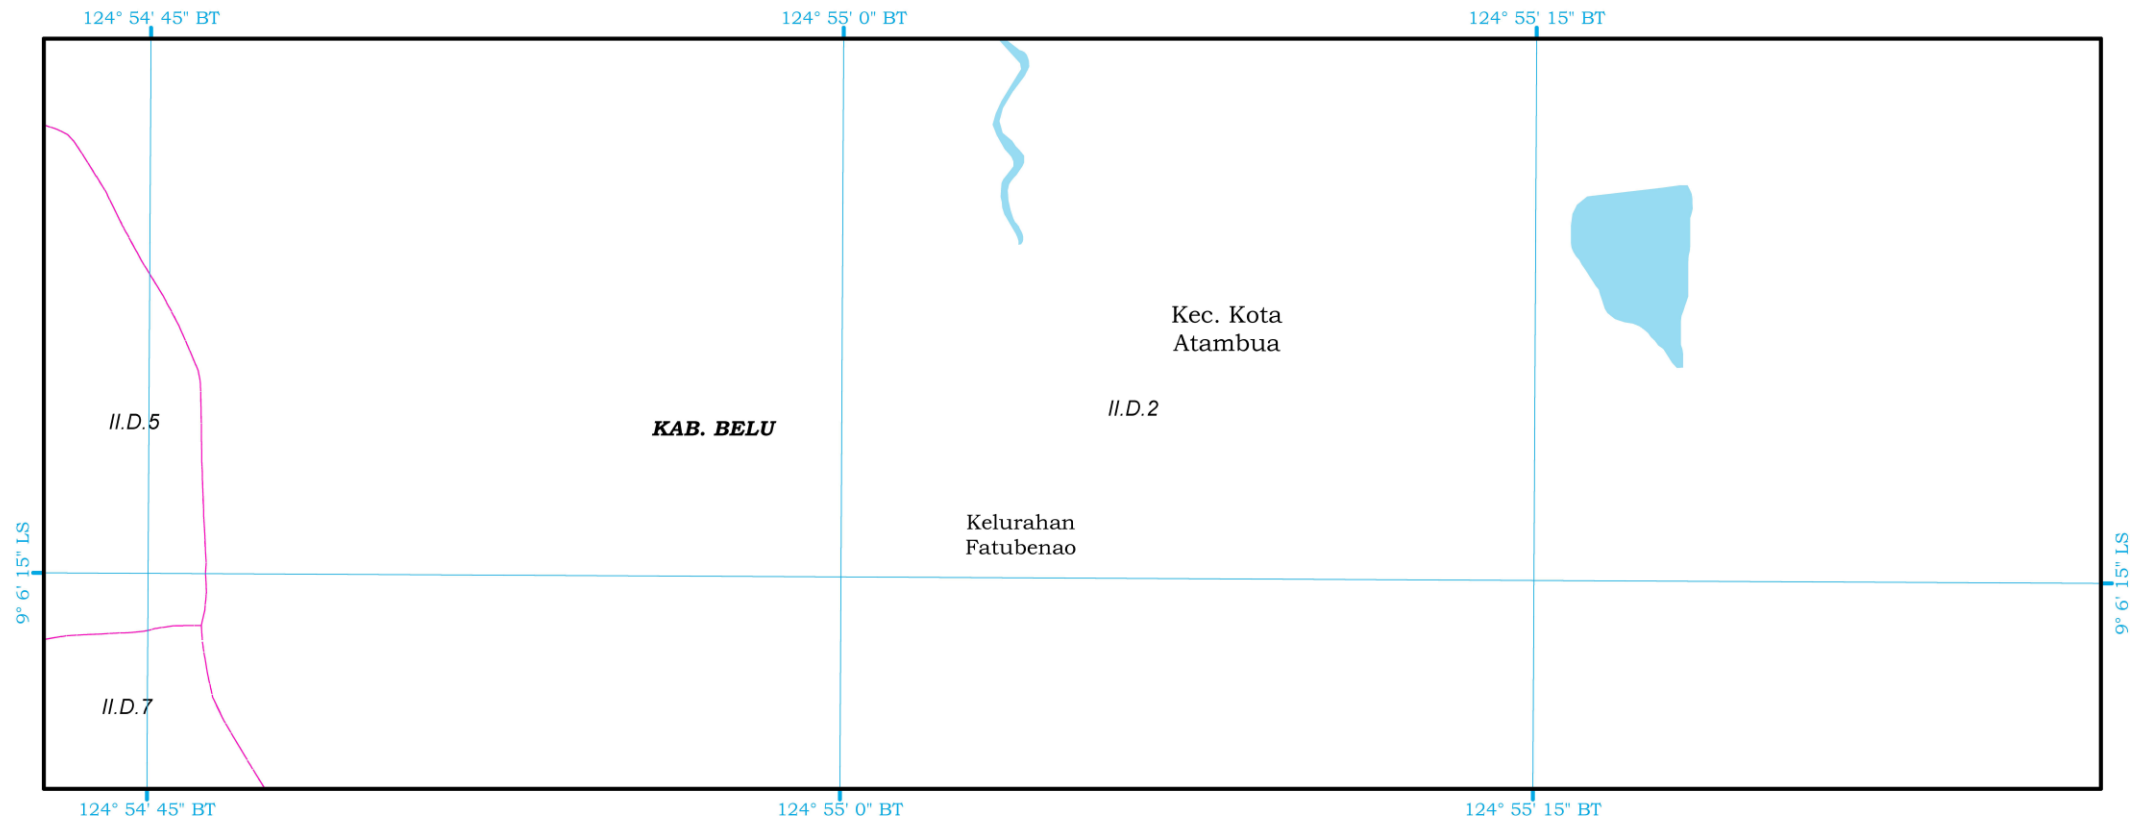 124° 54' 45" BT
124° 55' 0" BT
124° 55' 15" BT
Kec. Kota
Atambua
II.D.5
KAB. BELU
II.D.2
Kelurahan
Fatubenao
9° 6' 15" LS
9° 6' 15" LS
II.D.7
124° 54' 45" BT
124° 55' 0" BT
124° 55' 15" BT